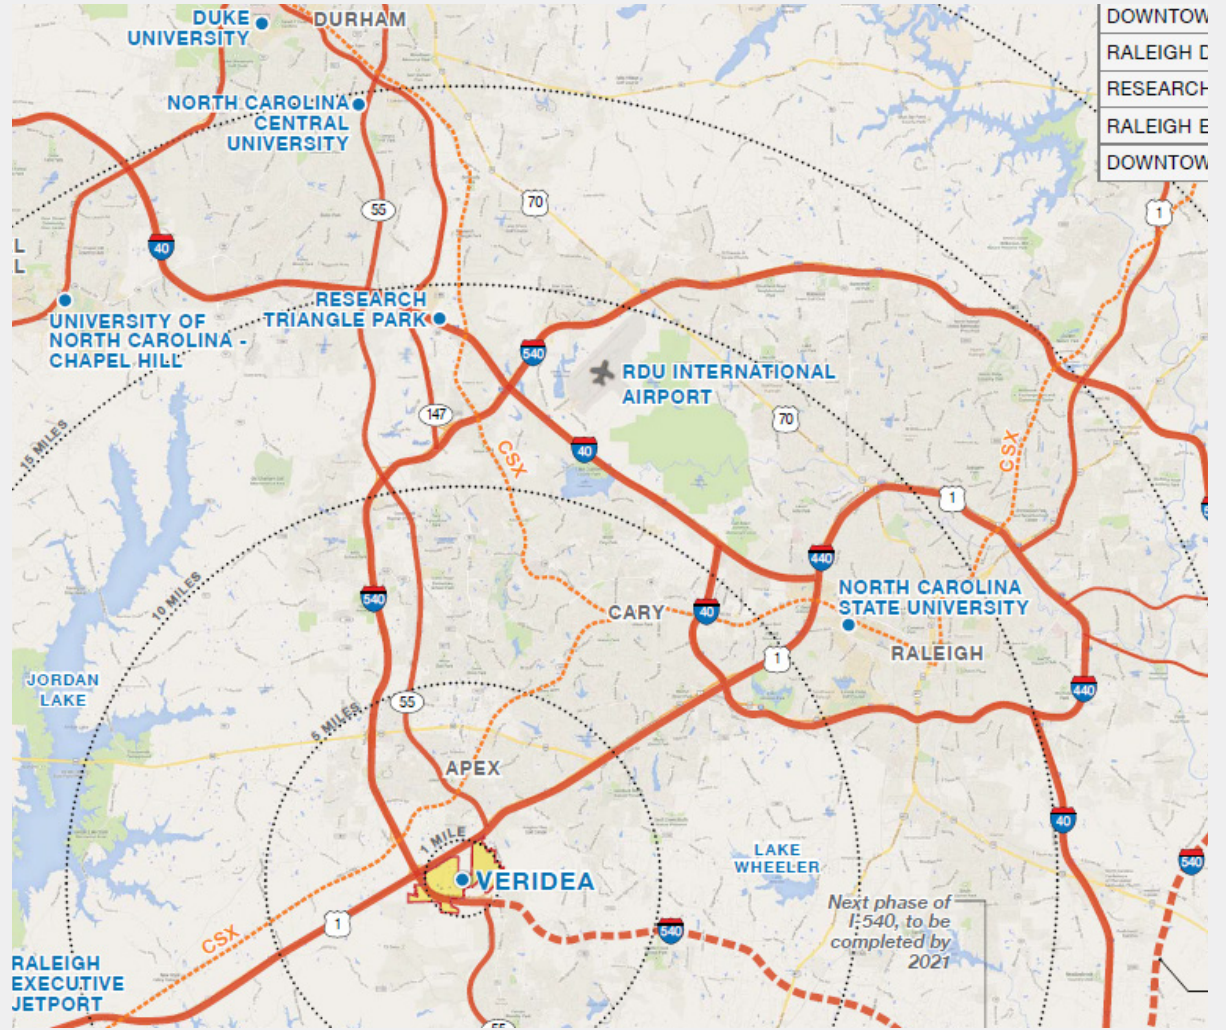 DUKE
UNIVERSITY
DURHAM
DOWNTOW
RALEIGH D
RESEARCH
RALEIGH E
DOWNTOW
NORTH CAROLINA
CENTRAL
UNIVERSITY
55
70
1
40
L
L
RESEARCH
TRIANGLE PARK
UNIVERSITY OF
NORTH CAROLINA -
CHAPEL HILL
540
RDU INTERNATIONAL
AIRPORT
147
70
15 MILES
CSX
40
CSX
1
440
10 MILES
540
CARY
40
NORTH CAROLINA
STATE UNIVERSITY
RALEIGH
1
JORDAN
LAKE
55
440
5 MILES
APEX
40
1 MILE
LAKE
WHEELER
540
VERIDEA
Next phase of
I-540, to be
completed by
2021
1
540
CSX
RALEIGH
EXECUTIVE
JETPORT
55